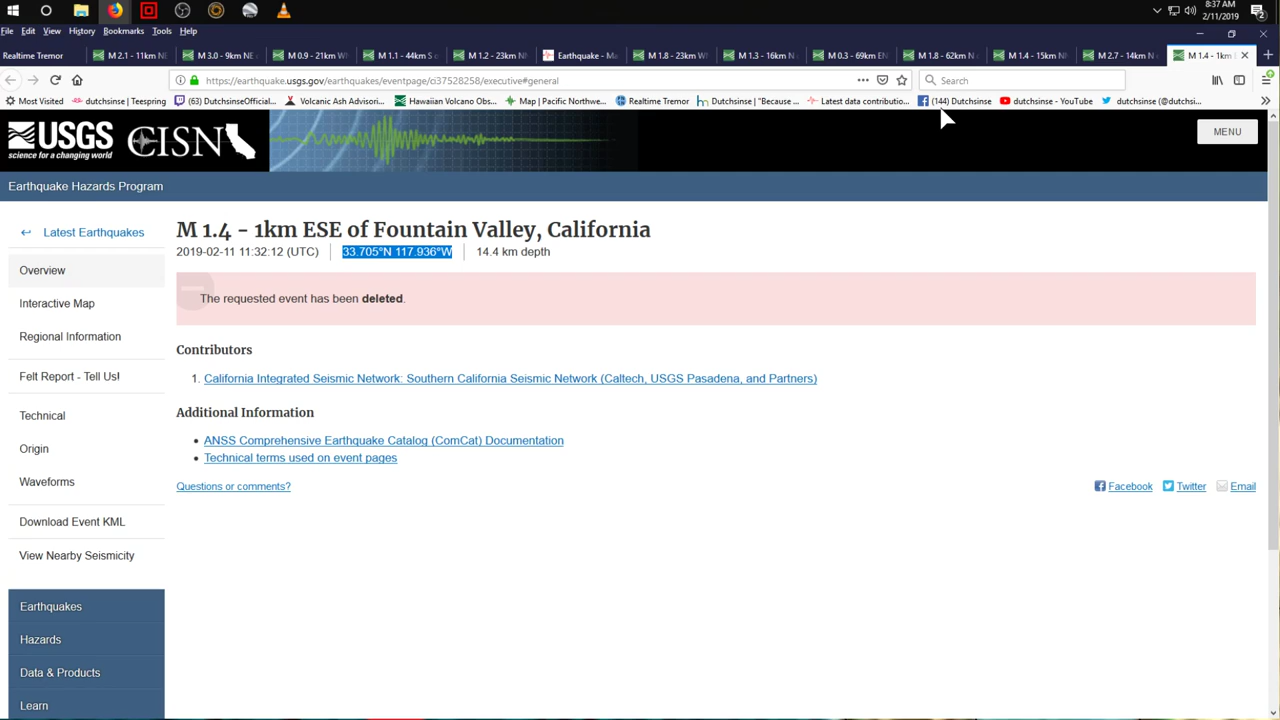 8:37 AM
2/11/2019
2
File Edit View History Bookmarks Tools Help
Realtime Tremor
M 2.1 - 11km NE
M 3.0 - 9km NE
M 0.9 - 21km W
M 1.1 - 44km S
M 1.2 - 23km N
Earthquake - Ma
M 1.8 - 23km W
M 1.3 - 16km N
M 0.3 - 69km E
M 1.8 - 62km N
M 1.4 - 15km N
M 2.7 - 14km
M 1.4 - 1km E
https://earthquake.usgs.gov/earthquakes/eventpage/ci37528258/executive#general
Search
Most Visited
dutchsinse | Teespring
(63) DutchsinseOfficial...
Volcanic Ash Advisori...
Hawaiian Volcano Obs...
Map | Pacific Northwe...
Realtime Tremor
Dutchsinse | "Because ...
Latest data contributio...
(144) Dutchsinse
dutchsinse - YouTube
dutchsinse (@dutchsi...
USGS
science for a changing world
CISN
MENU
Earthquake Hazards Program
Latest Earthquakes
Overview
Interactive Map
Regional Information
Felt Report - Tell Us!
Technical
Origin
Waveforms
Download Event KML
View Nearby Seismicity
Earthquakes
Hazards
Data & Products
Learn
M 1.4 - 1km ESE of Fountain Valley, California
2019-02-11 11:32:12 (UTC) 33.705°N 117.936°W 14.4 km depth
The requested event has been deleted.
Contributors
1. California Integrated Seismic Network: Southern California Seismic Network (Caltech, USGS Pasadena, and Partners)
Additional Information
• ANSS Comprehensive Earthquake Catalog (ComCat) Documentation
• Technical terms used on event pages
Questions or comments?
Facebook Twitter Email